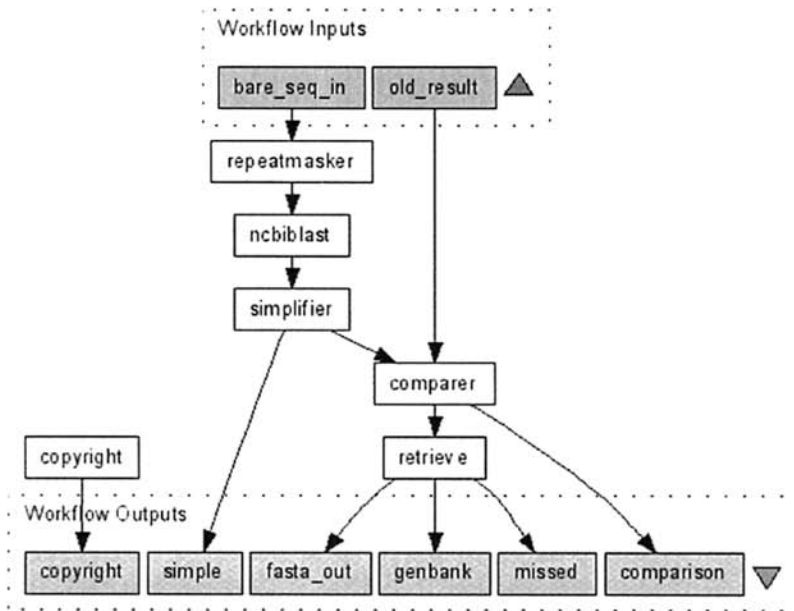 Workflow Inputs
bare_seq_in old_result
repeatmasker
ncbiblast
simplifier
comparer
copyright retrieve
Workflow Outputs
copyright simple fasta_out genbank missed comparison